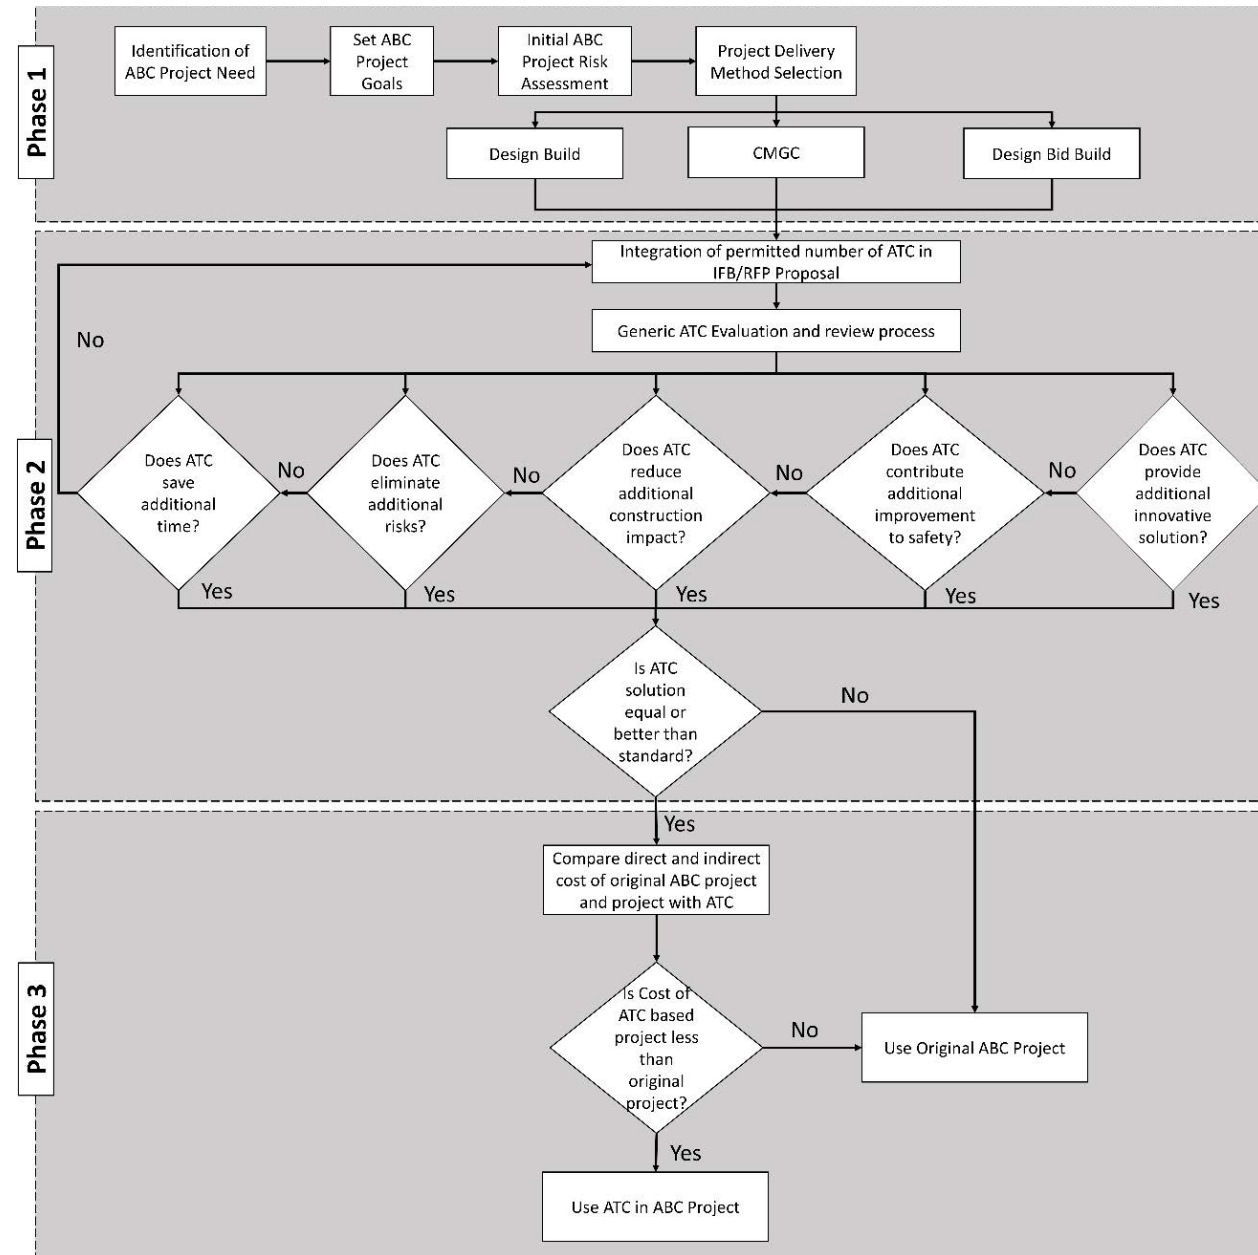 Phase 1
Identification of
ABC Project Need
Set ABC
Project
Goals
Initial ABC
Project Risk
Assessment
Project Delivery
Method Selection
Design Build
CMGC
Design Bid Build
Phase 2
Integration of permitted number of ATC in
IFB/RFP Proposal
Generic ATC Evaluation and review process
No
Does ATC
save
additional
time?
No
Does ATC
eliminate
additional
risks?
No
Does ATC
reduce
additional
construction
impact?
No
Does ATC
contribute
additional
improvement
to safety?
No
Does ATC
provide
additional
innovative
solution?
Yes
Yes
Yes
Yes
Yes
Is ATC
solution
equal or
better than
standard?
No
Yes
Phase 3
Compare direct and indirect
cost of original ABC project
and project with ATC
Is Cost of
ATC based
project less
than
original
project?
No
Use Original ABC Project
Yes
Use ATC in ABC Project